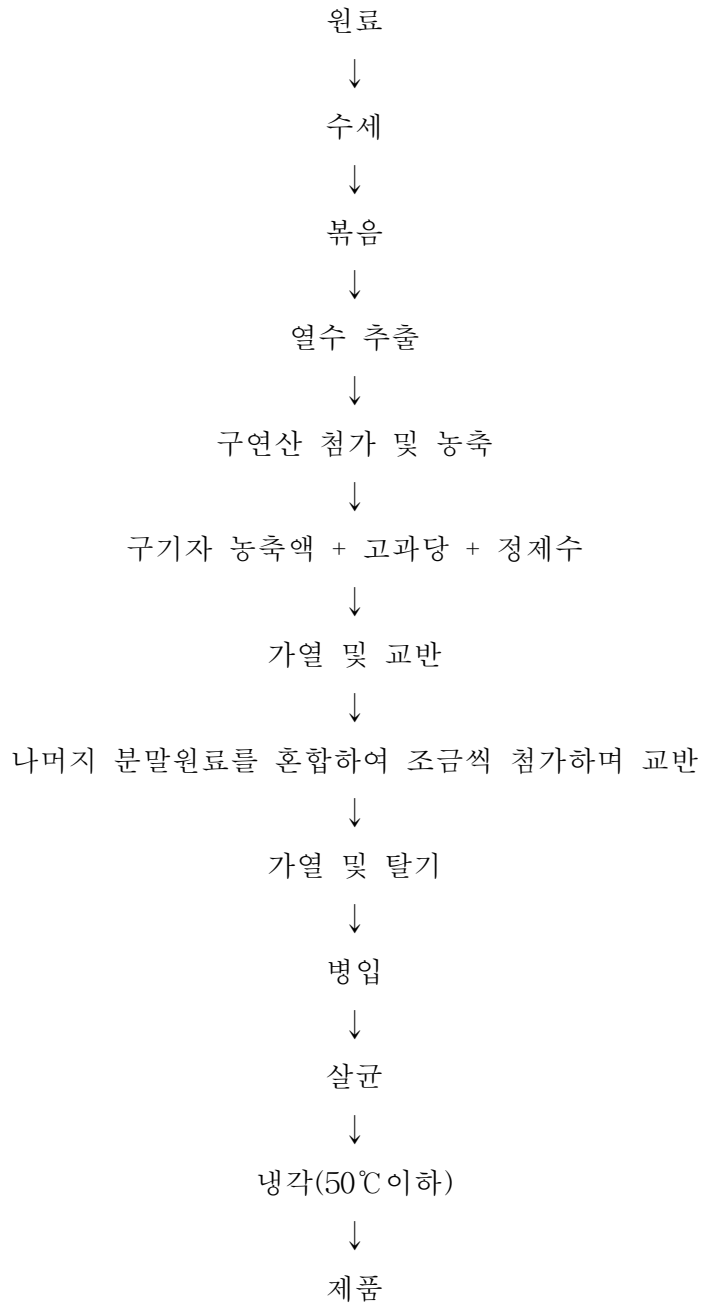 원료
↓
수세
↓
볶음
↓
열수 추출
↓
구연산 첨가 및 농축
↓
구기자 농축액 + 고과당 + 정제수
↓
가열 및 교반
↓
나머지 분말원료를 혼합하여 조금씩 첨가하며 교반
↓
가열 및 탈기
↓
병입
↓
살균
↓
냉각(50℃이하)
↓
제품